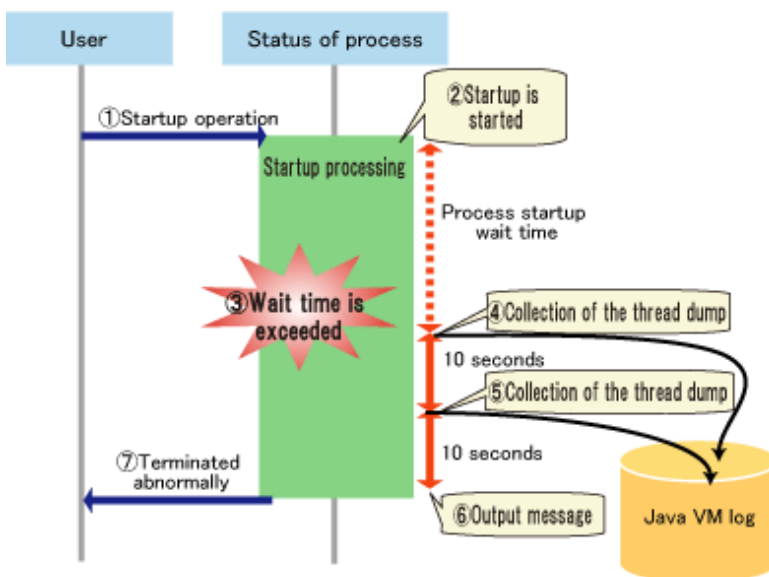 User
Status of process
②Startup is
started
①Startup operation
Startup processing
Process startup
wait time
③Wait time is
exceeded
④Collection of the thread dump
10 seconds
⑤Collection of the thread dump
10 seconds
⑦Terminated
abnormally
⑥Output message
Java VM log